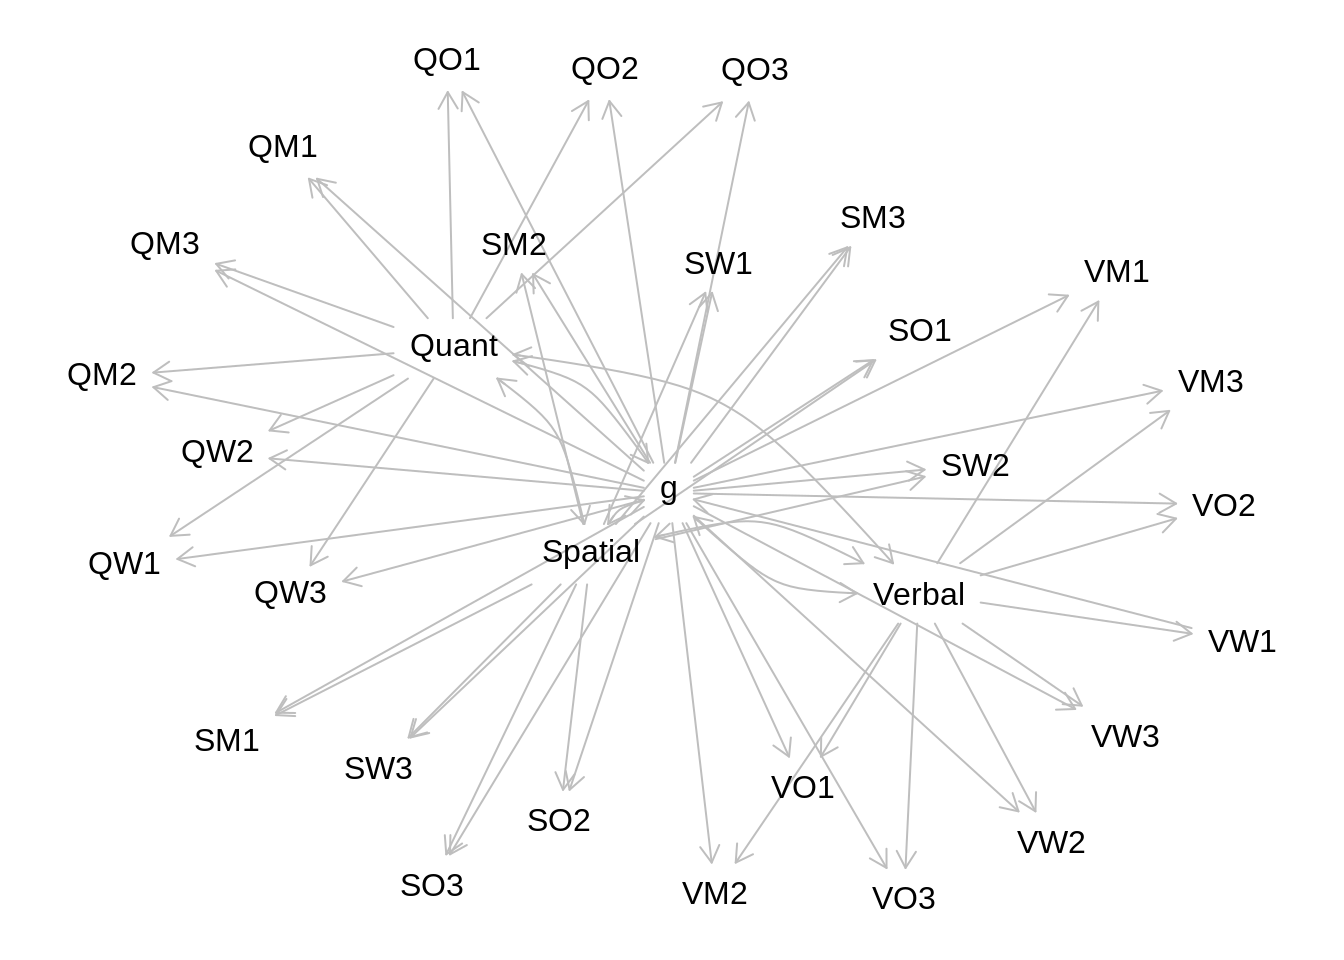 QO1
QO2
QO3
QM1
SM3
QM3
SM2
SW1
VM1
SO1
Quant
QM2
VM3
QW2
SW2
g
VO2
Spatial
QW1
QW3
Verbal
VW1
SM1
VW3
SW3
VO1
SO2
VW2
SO3
VM2
VO3